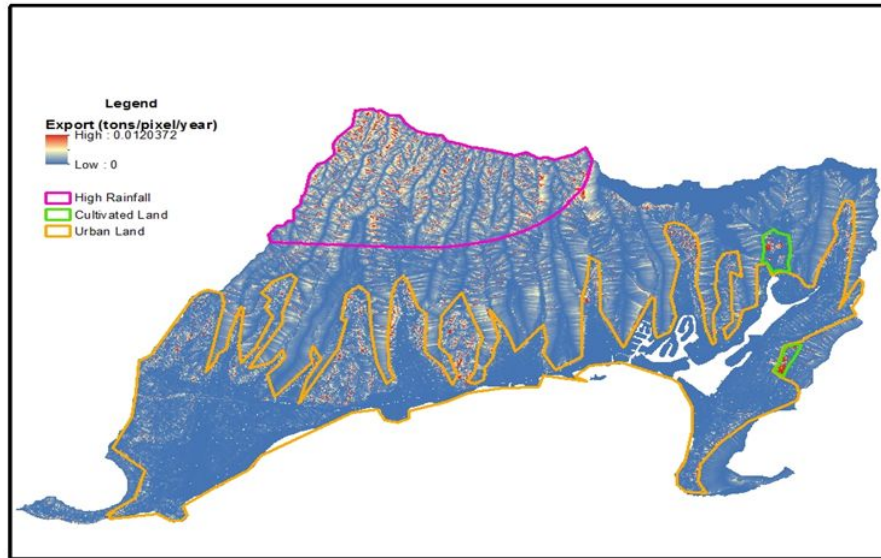 Legend
Export (tons/pixel/year)
High : 0.0120372
Low : 0
High Rainfall
Cultivated Land
Urban Land